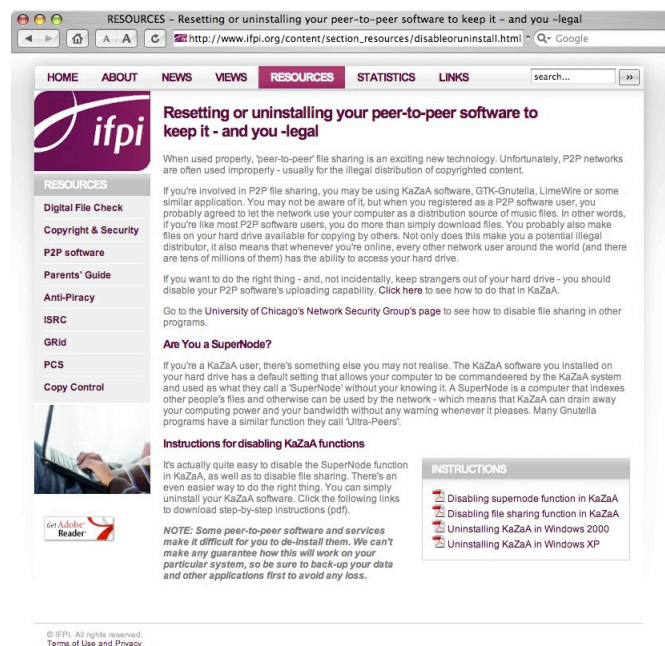 RESOURCES – Resetting or uninstalling your peer-to-peer software to keep it – and you –legal
A A
http://www.ifpi.org/content/section_resources/disableoruninstall.html
Google
HOME ABOUT NEWS VIEWS RESOURCES STATISTICS LINKS search...
ifpi
RESOURCES
Digital File Check
Copyright & Security
P2P software
Parents' Guide
Anti-Piracy
ISRC
GRid
PCS
Copy Control
Get Adobe
Reader
Resetting or uninstalling your peer-to-peer software to
keep it - and you -legal
When used properly, 'peer-to-peer' file sharing is an exciting new technology. Unfortunately, P2P networks
are often used improperly - usually for the illegal distribution of copyrighted content.
If you're involved in P2P file sharing, you may be using KaZaA software, GTK-Gnutella, LimeWire or some
similar application. You may not be aware of it, but when you registered as a P2P software user, you
probably agreed to let the network use your computer as a distribution source of music files. In other words,
if you're like most P2P software users, you do more than simply download files. You probably also make
files on your hard drive available for copying by others. Not only does this make you a potential illegal
distributor, it also means that whenever you're online, every other network user around the world (and there
are tens of millions of them) has the ability to access your hard drive.
If you want to do the right thing - and, not incidentally, keep strangers out of your hard drive - you should
disable your P2P software's uploading capability. Click here to see how to do that in KaZaA.
Go to the University of Chicago's Network Security Group's page to see how to disable file sharing in other
programs.
Are You a SuperNode?
If you're a KaZaA user, there's something else you may not realise. The KaZaA software you installed on
your hard drive has a default setting that allows your computer to be commandeered by the KaZaA system
and used as what they call a 'SuperNode' without your knowing it. A SuperNode is a computer that indexes
other people's files and otherwise can be used by the network - which means that KaZaA can drain away
your computing power and your bandwidth without any warning whenever it pleases. Many Gnutella
programs have a similar function they call 'Ultra-Peers'.
Instructions for disabling KaZaA functions
It's actually quite easy to disable the SuperNode function
in KaZaA, as well as to disable file sharing. There's an
even easier way to do the right thing. You can simply
uninstall your KaZaA software. Click the following links
to download step-by-step instructions (pdf).
NOTE: Some peer-to-peer software and services
make it difficult for you to de-install them. We can't
make any guarantee how this will work on your
particular system, so be sure to back-up your data
and other applications first to avoid any loss.
INSTRUCTIONS
Disabling supernode function in KaZaA
Disabling file sharing function in KaZaA
Uninstalling KaZaA in Windows 2000
Uninstalling KaZaA in Windows XP
© IFPI. All rights reserved.
Terms of Use and Privacy